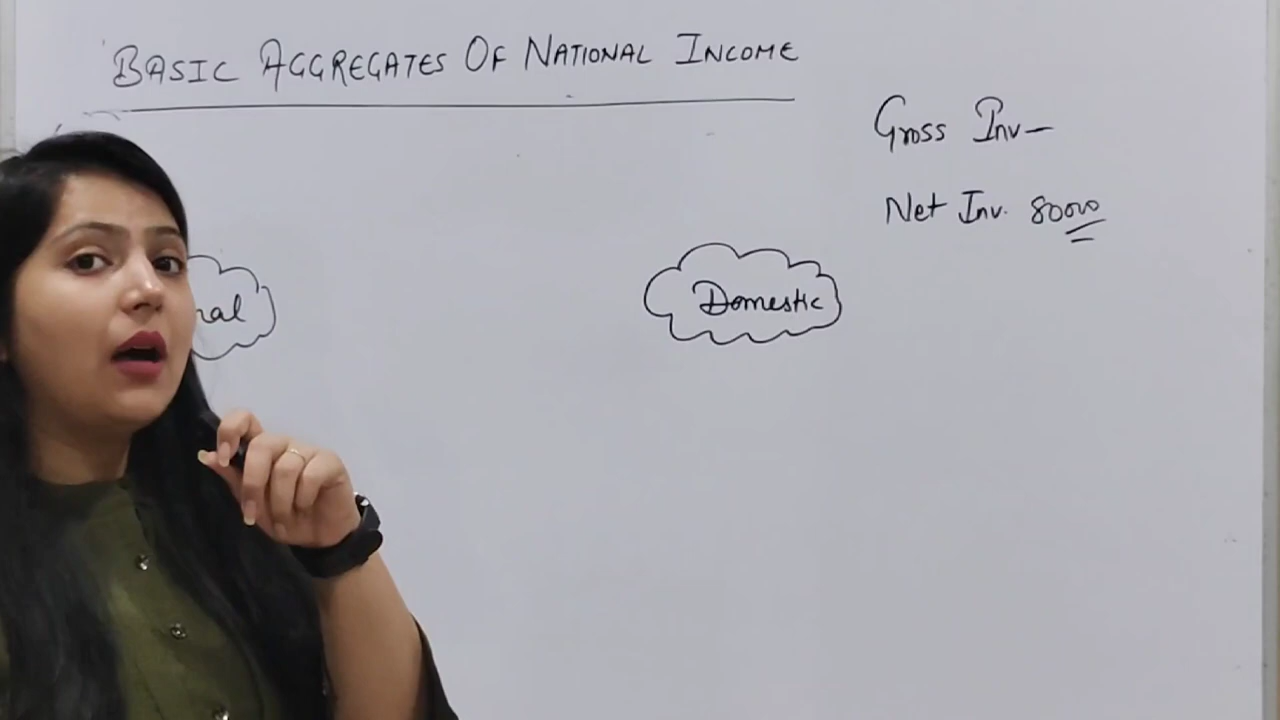 BASIC AGGREGATES OF NATIONAL INCOME
Gross Inv—
Net Inv. 80000
nal
Domestic